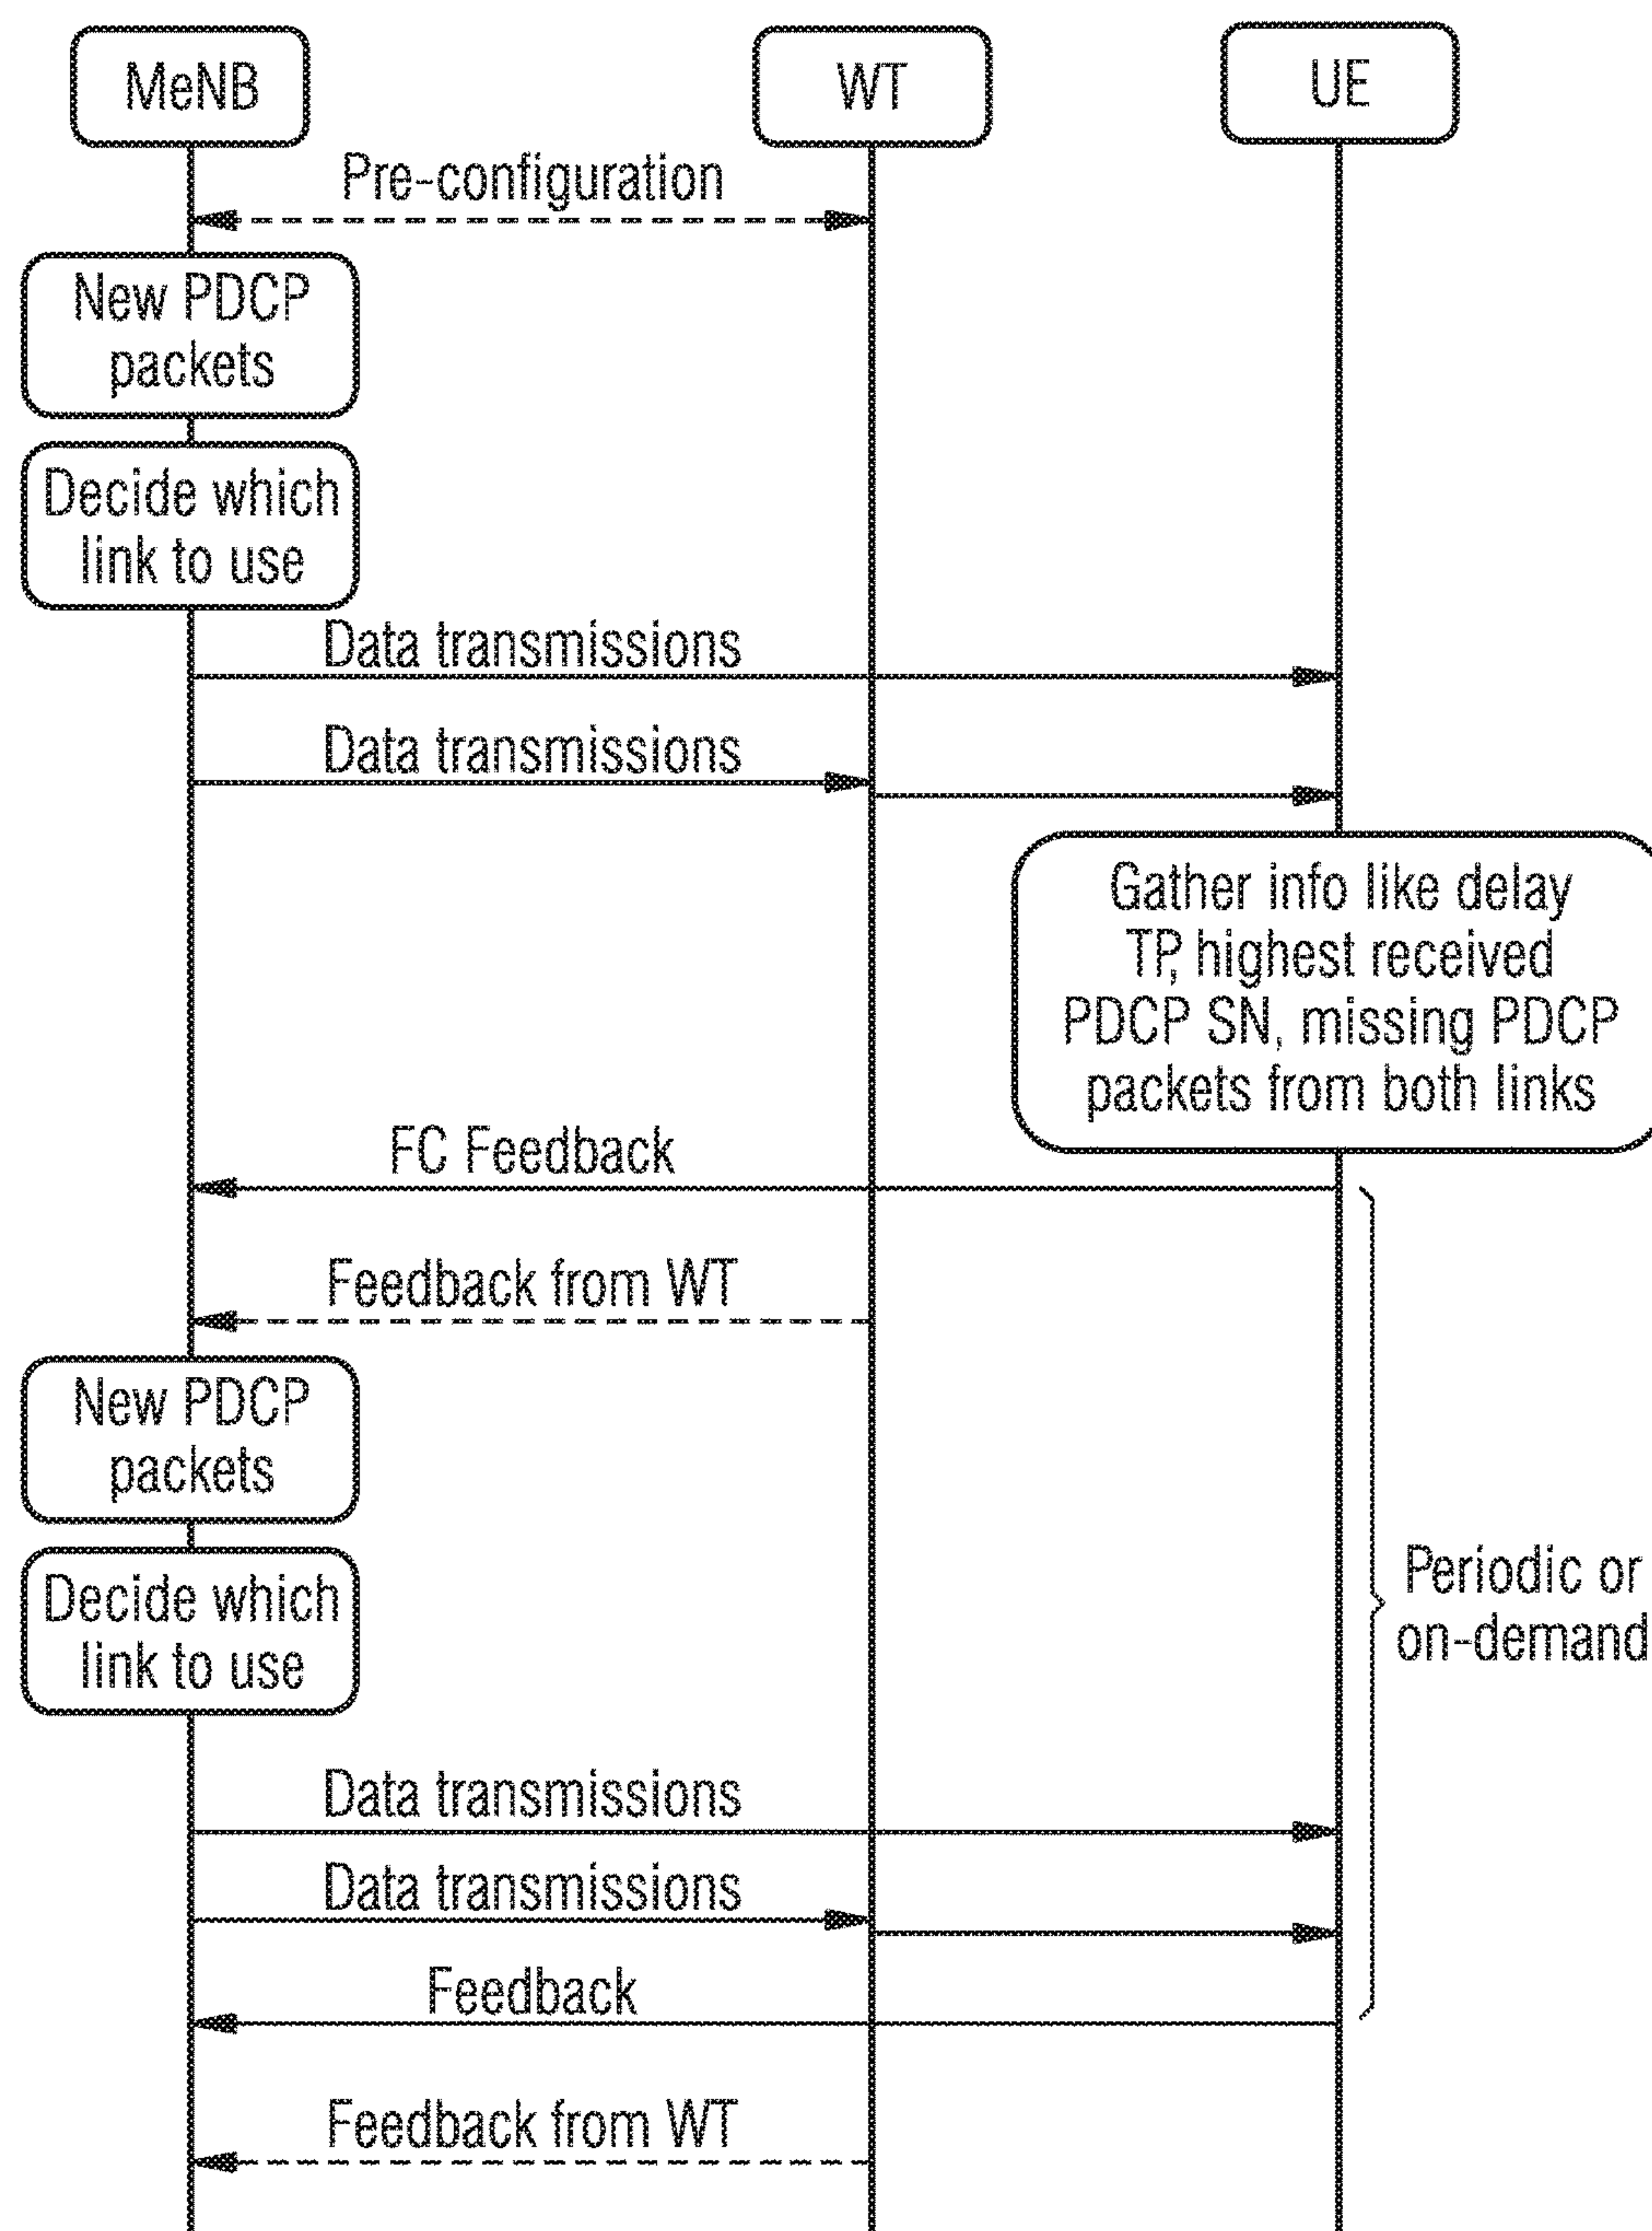 MeNB
WT
UE
Pre-configuration
New PDCP
packets
Decide which
link to use
Data transmissions
Data transmissions
Gather info like delay
TP, highest received
PDCP SN, missing PDCP
packets from both links
FC Feedback
Feedback from WT
New PDCP
packets
Decide which
link to use
Periodic or
on-demand
Data transmissions
Data transmissions
Feedback
Feedback from WT